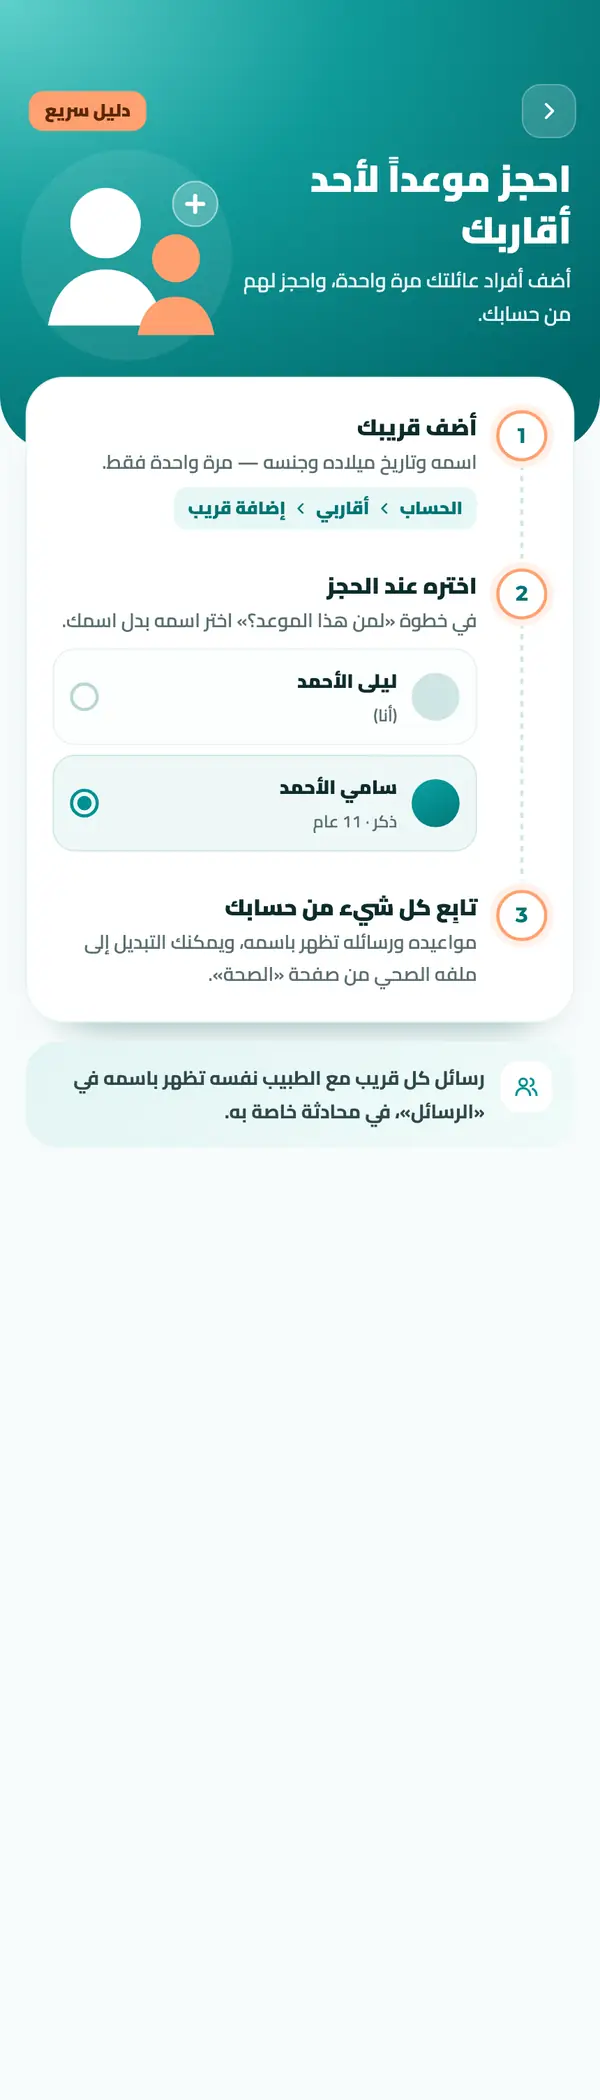 دليل سريع
احجز موعداً لأحد
أقاربك
أضف أفراد عائلتك مرة واحدة، واحجز لهم
من حسابك.
1
أضف قريبك
اسمه وتاريخ ميلاده وجنسه — مرة واحدة فقط.
الحساب › أقاربي › إضافة قريب
2
اختره عند الحجز
في خطوة «لمن هذا الموعد؟» اختر اسمه بدل اسمك.
ليلى الأحمد
(أنا)
سامي الأحمد
ذكر · 11 عام
3
تابِع كل شيء من حسابك
مواعيده ورسائله تظهر باسمه، ويمكنك التبديل إلى
ملفه الصحي من صفحة «الصحة».
رسائل كل قريب مع الطبيب نفسه تظهر باسمه في
«الرسائل»، في محادثة خاصة به.